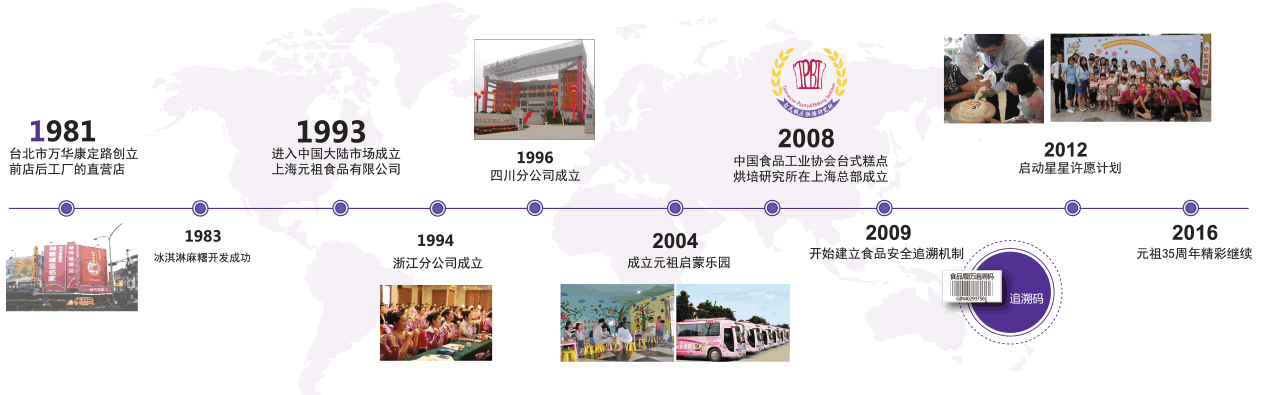 1981
台北市万华康定路创立
前店后工厂的直营店
1983
冰淇淋麻糬开发成功
1993
进入中国大陆市场成立
上海元祖食品有限公司
1994
浙江分公司成立
1996
四川分公司成立
2004
成立元祖启蒙乐园
TPBI
2008
中国食品工业协会台式糕点
烘培研究所在上海总部成立
2009
开始建立食品安全追溯机制
食品履历追溯码
追溯码
2012
启动星星许愿计划
2016
元祖35周年精彩继续